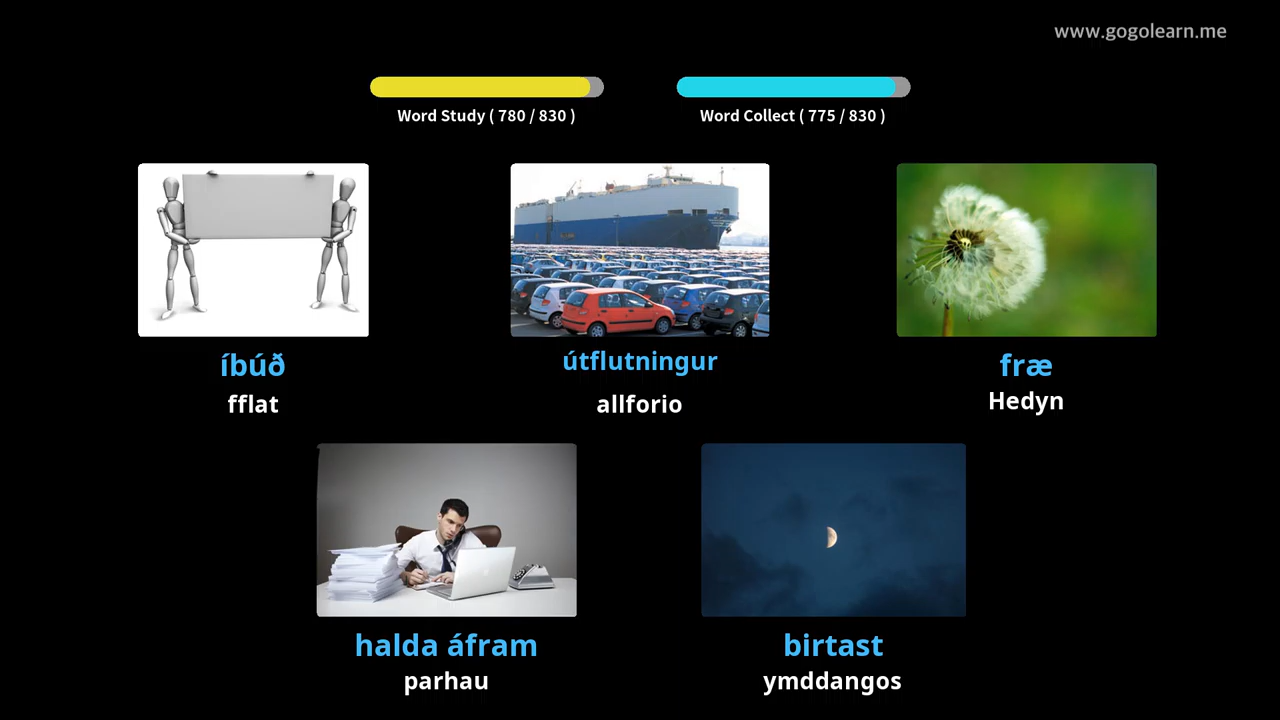 www.gogolearn.me
Word Study ( 780 / 830 )
Word Collect ( 775 / 830 )
íbúð
fflat
útflutningur
allforio
fræ
Hedyn
halda áfram
parhau
birtast
ymddangos